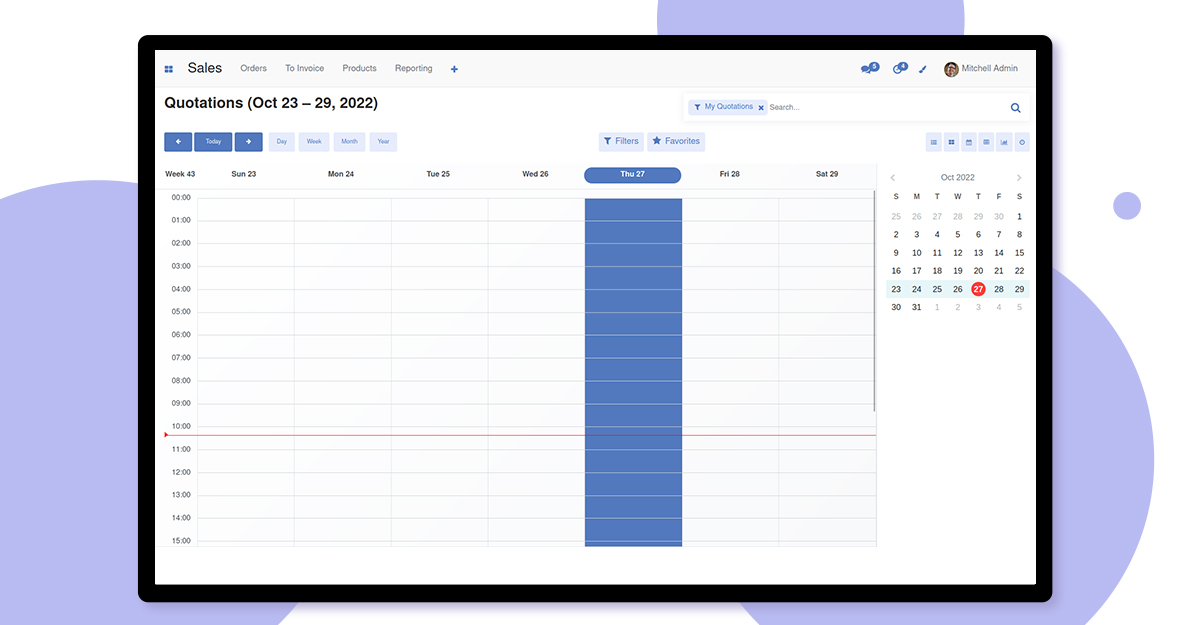 Sales Orders To Invoice Products Reporting 5 4 Mitchell Admin
Quotations (Oct 23 – 29, 2022)
My Quotations Search...
Today Day Week Month Year Filters Favorites
Week 43 Sun 23 Mon 24 Tue 25 Wed 26 Thu 27 Fri 28 Sat 29
00:00
01:00
02:00
03:00
04:00
05:00
06:00
07:00
08:00
09:00
10:00
11:00
12:00
13:00
14:00
15:00
Oct 2022
S M T W T F S
25 26 27 28 29 30 1
2 3 4 5 6 7 8
9 10 11 12 13 14 15
16 17 18 19 20 21 22
23 24 25 26 27 28 29
30 31 1 2 3 4 5